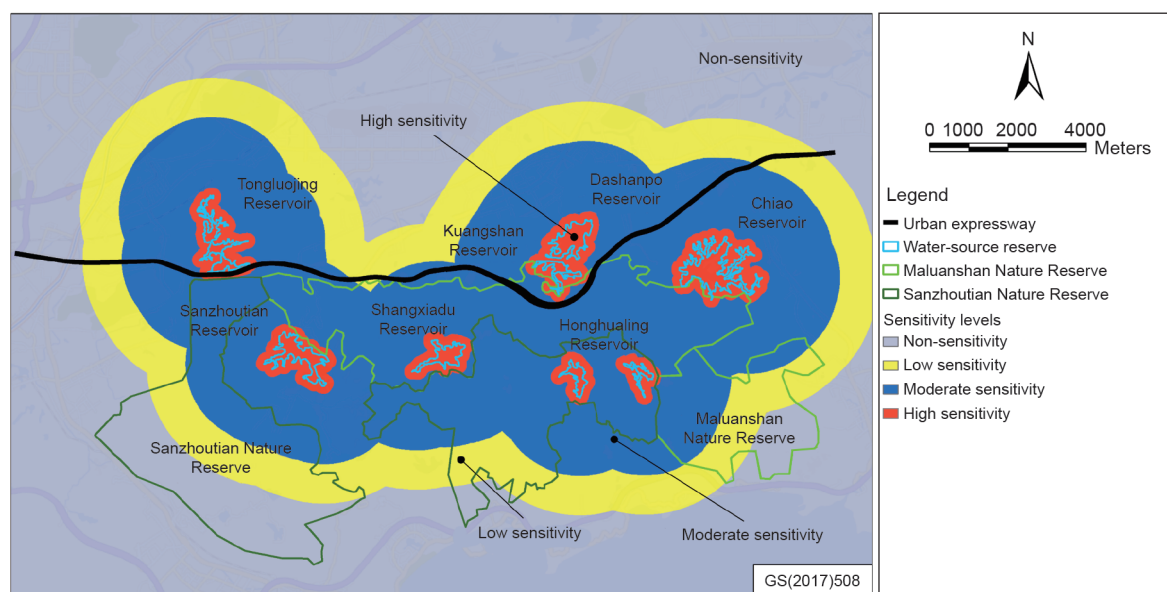 Non-sensitivity
High sensitivity
Tongluojing
Reservoir
Dashanpo
Reservoir
Chiao
Reservoir
Kuangshan
Reservoir
Sanzhoutian
Reservoir
Shangxiadu
Reservoir
Honghualing
Reservoir
Sanzhoutian Nature
Reserve
Maluanshan
Nature Reserve
Low sensitivity
Moderate sensitivity
GS(2017)508
N
0 1000 2000 4000
Meters
Legend
Urban expressway
Water-source reserve
Maluanshan Nature Reserve
Sanzhoutian Nature Reserve
Sensitivity levels
Non-sensitivity
Low sensitivity
Moderate sensitivity
High sensitivity